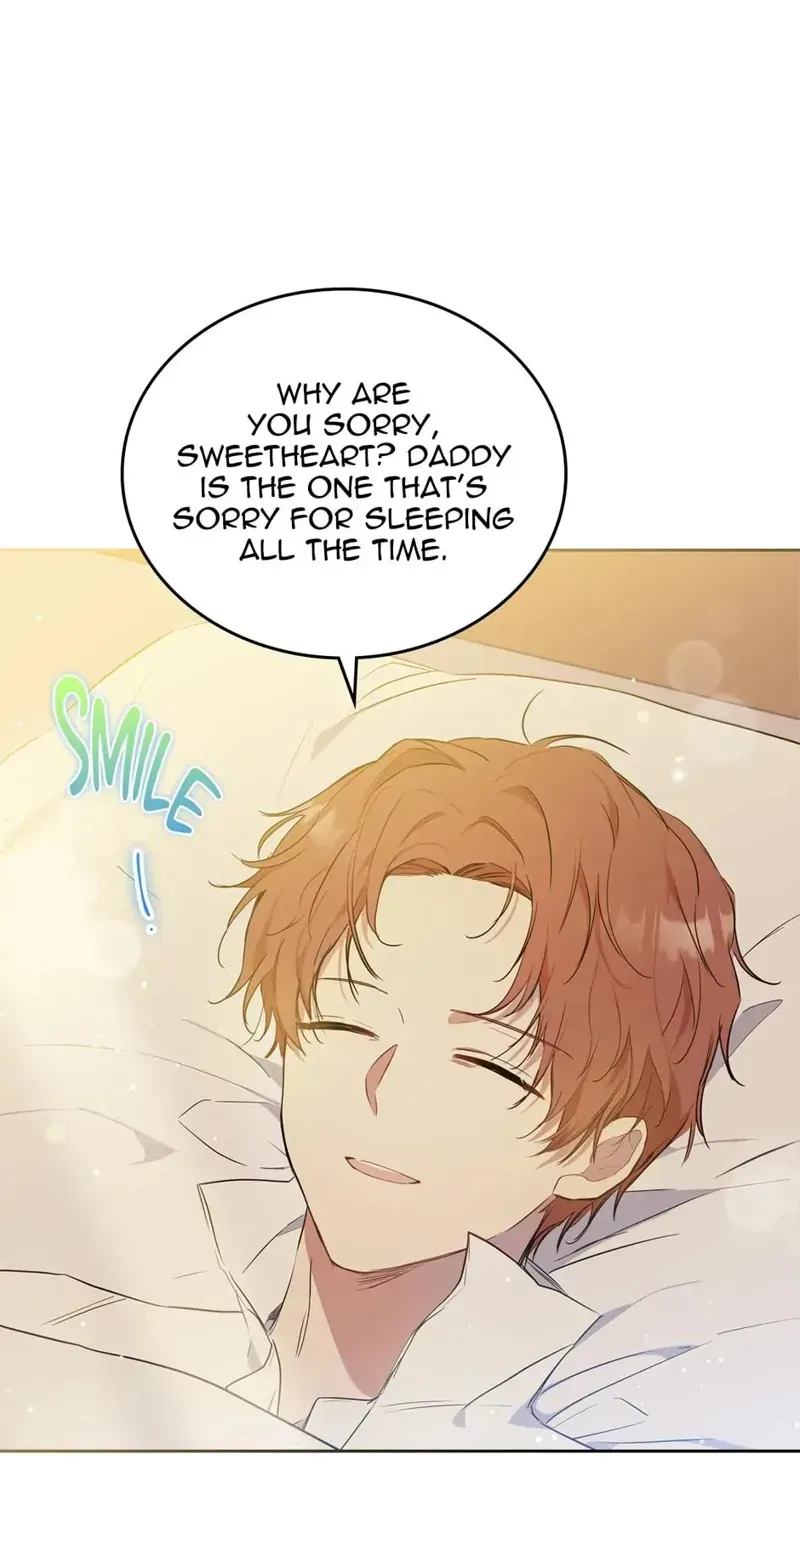 WHY ARE
YOU SORRY,
SWEETHEART? DADDY
IS THE ONE THAT'S
SORRY FOR SLEEPING
ALL THE TIME.
SMILE